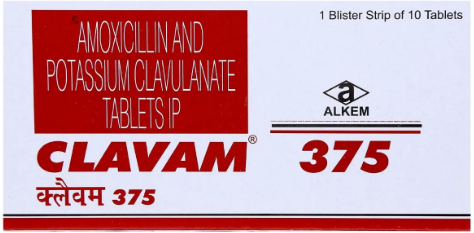 1 Blister Strip of 10 Tablets
AMOXICILLIN AND
POTASSIUM CLAVULANATE
TABLETS IP
a
ALKEM
CLAVAM® 375
क्लैवम 375